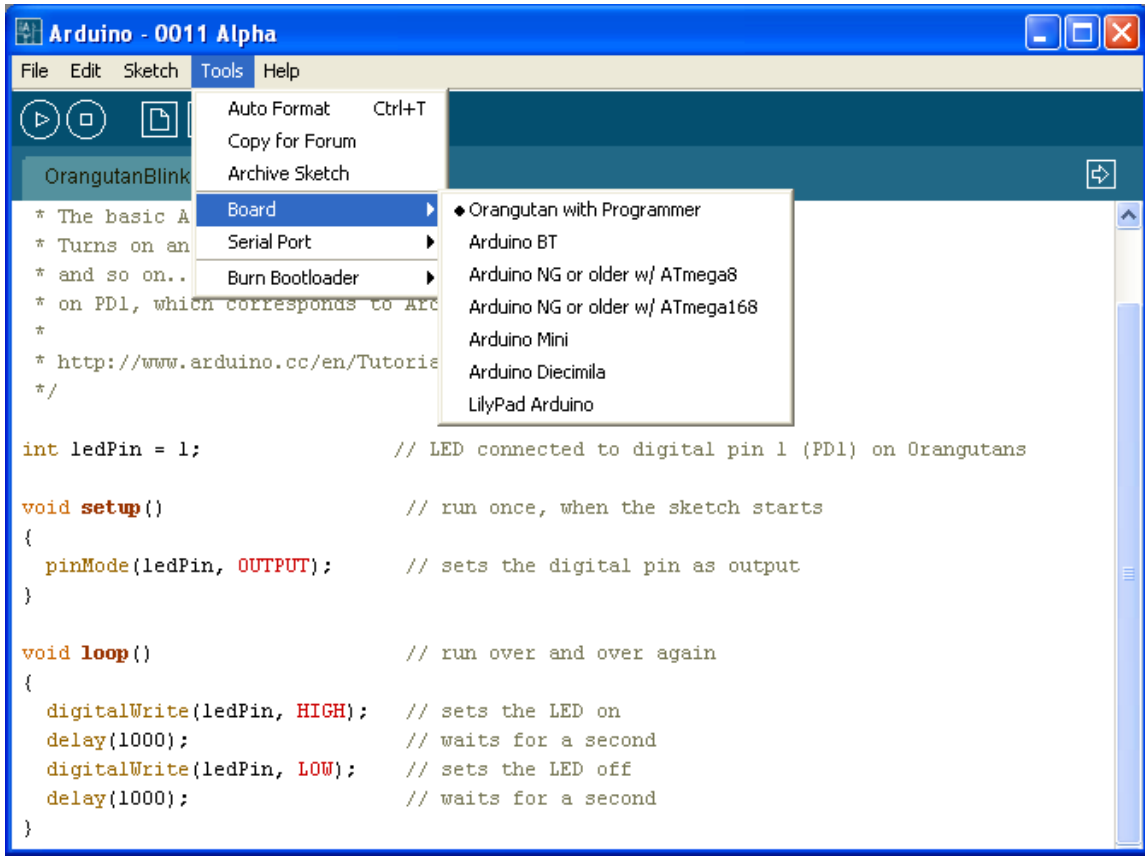 Arduino - 0011 Alpha
File Edit Sketch Tools Help
Auto Format Ctrl+T
Copy for Forum
Archive Sketch
Board
Serial Port
Burn Bootloader
Orangutan with Programmer
Arduino BT
Arduino NG or older w/ ATmega8
Arduino NG or older w/ ATmega168
Arduino Mini
Arduino Diecimila
LilyPad Arduino
OrangutanBlink
* The basic A
* Turns on an
* and so on..
* on PD1, which corresponds to
*
* http://www.arduino.cc/en/Tutoria
*/
int ledPin = 1; // LED connected to digital pin 1 (PD1) on Orangutans
void setup() // run once, when the sketch starts
{
pinMode(ledPin, OUTPUT); // sets the digital pin as output
}
void loop() // run over and over again
{
digitalWrite(ledPin, HIGH); // sets the LED on
delay(1000); // waits for a second
digitalWrite(ledPin, LOW); // sets the LED off
delay(1000); // waits for a second
}